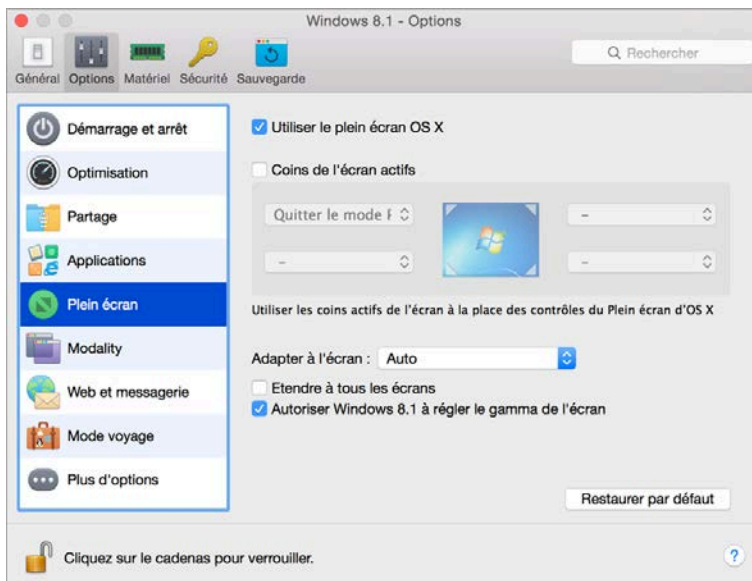 Windows 8.1 - Options
Rechercher
Général Options Matériel Sécurité Sauvegarde
Démarrage et arrêt
Optimisation
Partage
Applications
Plein écran
Modality
Web et messagerie
Mode voyage
Plus d'options
Utiliser le plein écran OS X
Coins de l'écran actifs
Quitter le mode F
–
–
–
Utiliser les coins actifs de l'écran à la place des contrôles du Plein écran d'OS X
Adapter à l'écran : Auto
Etendre à tous les écrans
Autoriser Windows 8.1 à régler le gamma de l'écran
Restaurer par défaut
Cliquez sur le cadenas pour verrouiller.
?